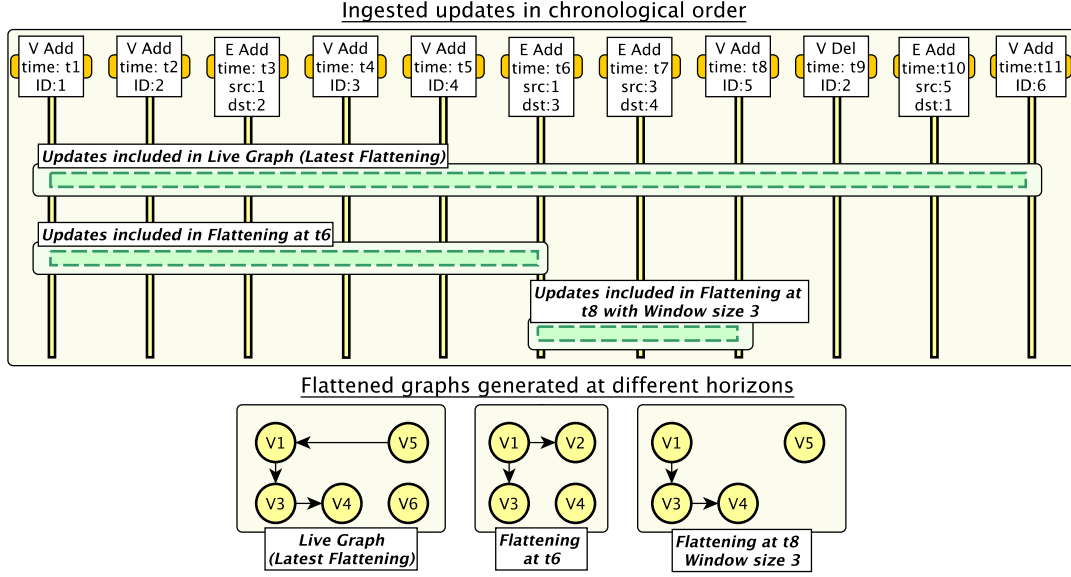 Ingested updates in chronological order
V Add
time: t1
ID:1
V Add
time: t2
ID:2
E Add
time: t3
src:1
dst:2
V Add
time: t4
ID:3
V Add
time: t5
ID:4
E Add
time: t6
src:1
dst:3
E Add
time: t7
src:3
dst:4
V Add
time: t8
ID:5
V Del
time: t9
ID:2
E Add
time:t10
src:5
dst:1
V Add
time:t11
ID:6
Updates included in Live Graph (Latest Flattening)
Updates included in Flattening at t6
Updates included in Flattening at
t8 with Window size 3
Flattened graphs generated at different horizons
V1
V5
V3
V4
V6
Live Graph
(Latest Flattening)
V1
V2
V3
V4
Flattening
at t6
V1
V5
V3
V4
Flattening at t8
Window size 3